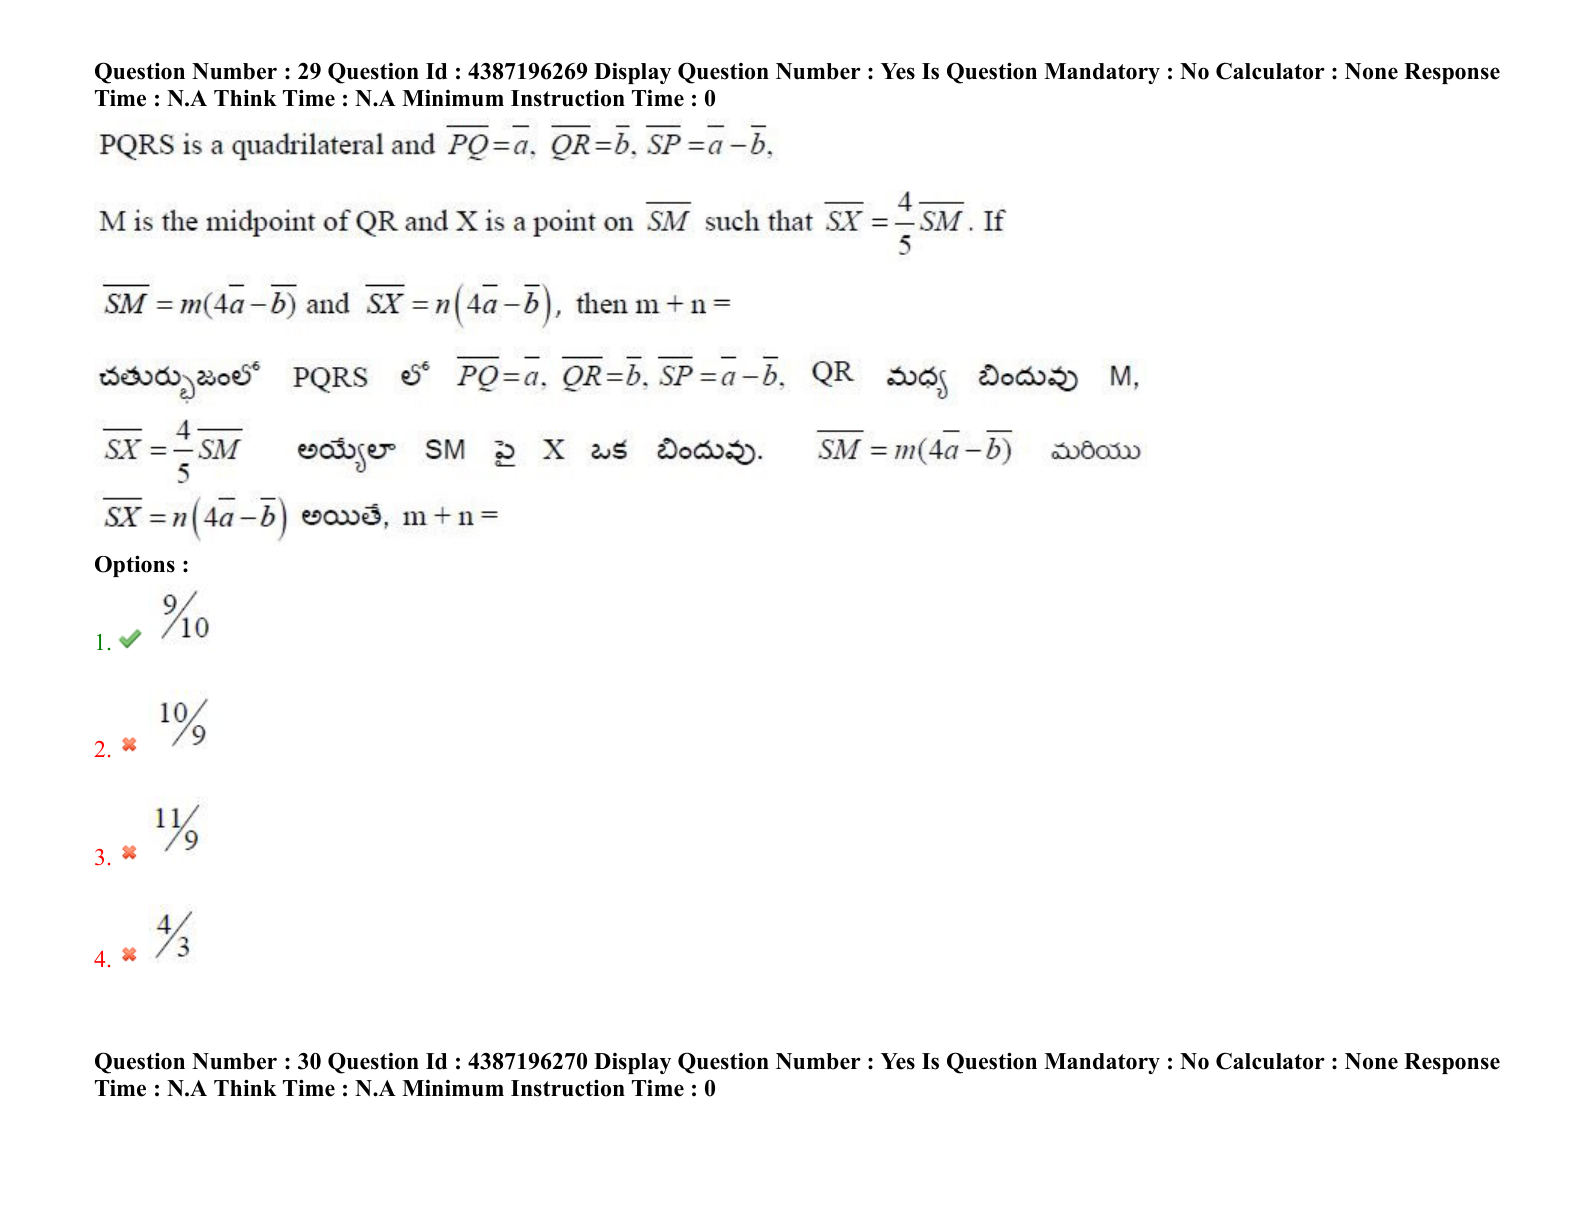 Question Number : 29 Question Id : 4387196269 Display Question Number : Yes Is Question Mandatory : No Calculator : None Response
Time : N.A Think Time : N.A Minimum Instruction Time : 0
PQRS is a quadrilateral and $\overline{PQ}=\overline{a}$, $\overline{QR}=\overline{b}$, $\overline{SP}=\overline{a}-\overline{b}$,
M is the midpoint of QR and X is a point on $\overline{SM}$ such that $\overline{SX}=\frac{4}{5}\overline{SM}$. If
$\overline{SM}=m(4\overline{a}-\overline{b})$ and $\overline{SX}=n(4\overline{a}-\overline{b})$, then m + n =
చతుర్భుజంలో PQRS లో $\overline{PQ}=\overline{a}$, $\overline{QR}=\overline{b}$, $\overline{SP}=\overline{a}-\overline{b}$, QR మధ్య బిందువు M,
$\overline{SX}=\frac{4}{5}\overline{SM}$ అయ్యేలా SM పై X ఒక బిందువు. $\overline{SM}=m(4\overline{a}-\overline{b})$ మరియు
$\overline{SX}=n(4\overline{a}-\overline{b})$ అయితే, m + n =
Options :
1. ✔ 9/10
2. ✖ 10/9
3. ✖ 11/9
4. ✖ 4/3
Question Number : 30 Question Id : 4387196270 Display Question Number : Yes Is Question Mandatory : No Calculator : None Response
Time : N.A Think Time : N.A Minimum Instruction Time : 0